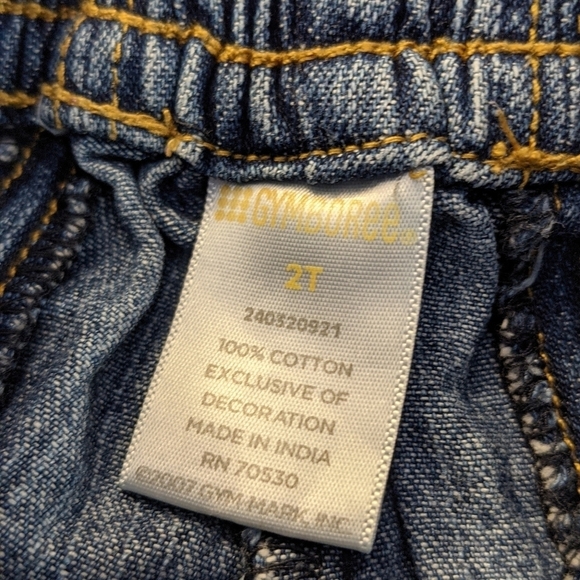 GYMBOREE
2T
240320921
100% COTTON
EXCLUSIVE OF
DECORATION
MADE IN INDIA
RN 70530
©2007 GYM-MARK, INC.